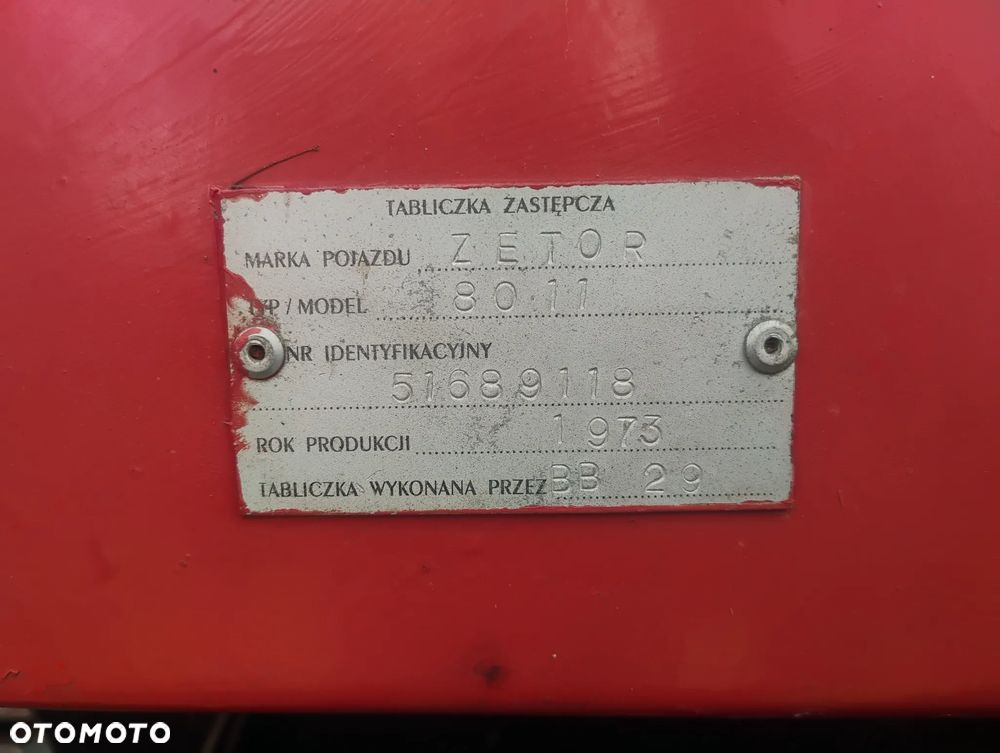 TABLICZKA ZASTĘPCZA
MARKA POJAZDU ZETOR
TYP / MODEL 8011
NR IDENTYFIKACYJNY
51689118
ROK PRODUKCJI 1973
TABLICZKA WYKONANA PRZEZ BB 29
OTOMOTO